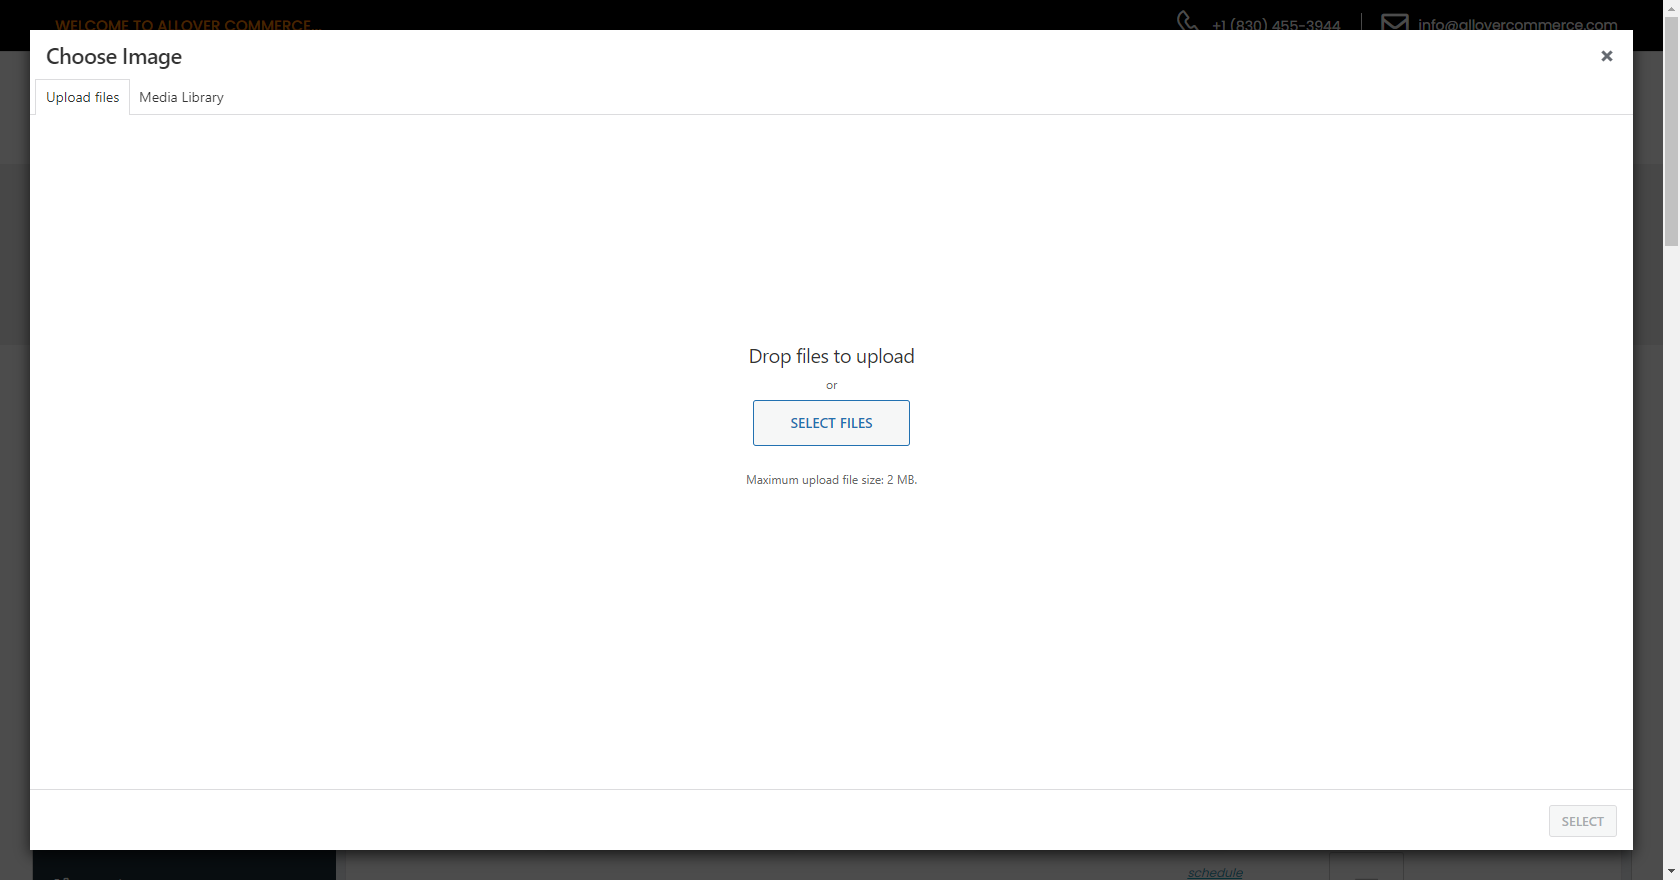 WELCOME TO ALLOVER COMMERCE...
+1 (830) 455-3944
info@allovercommerce.com
Choose Image
Upload files
Media Library
Drop files to upload
or
SELECT FILES
Maximum upload file size: 2 MB.
SELECT
schedule